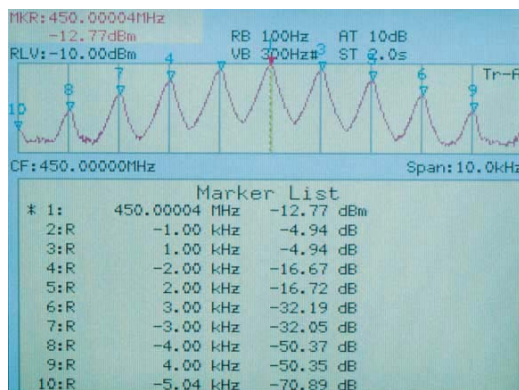 MKR:450.00004MHz
-12.77dBm RB 100Hz AT 10dB
RLV:-10.00dBm VB 300Hz# ST 2.0s
Tr-A
10 8 7 4 1 3 6 9
CF:450.00000MHz Span:10.0kHz
Marker List
* 1: 450.00004 MHz -12.77 dBm
2:R -1.00 kHz -4.94 dB
3:R 1.00 kHz -4.94 dB
4:R -2.00 kHz -16.67 dB
5:R 2.00 kHz -16.72 dB
6:R 3.00 kHz -32.19 dB
7:R -3.00 kHz -32.05 dB
8:R -4.00 kHz -50.37 dB
9:R 4.00 kHz -50.35 dB
10:R -5.04 kHz -70.89 dB